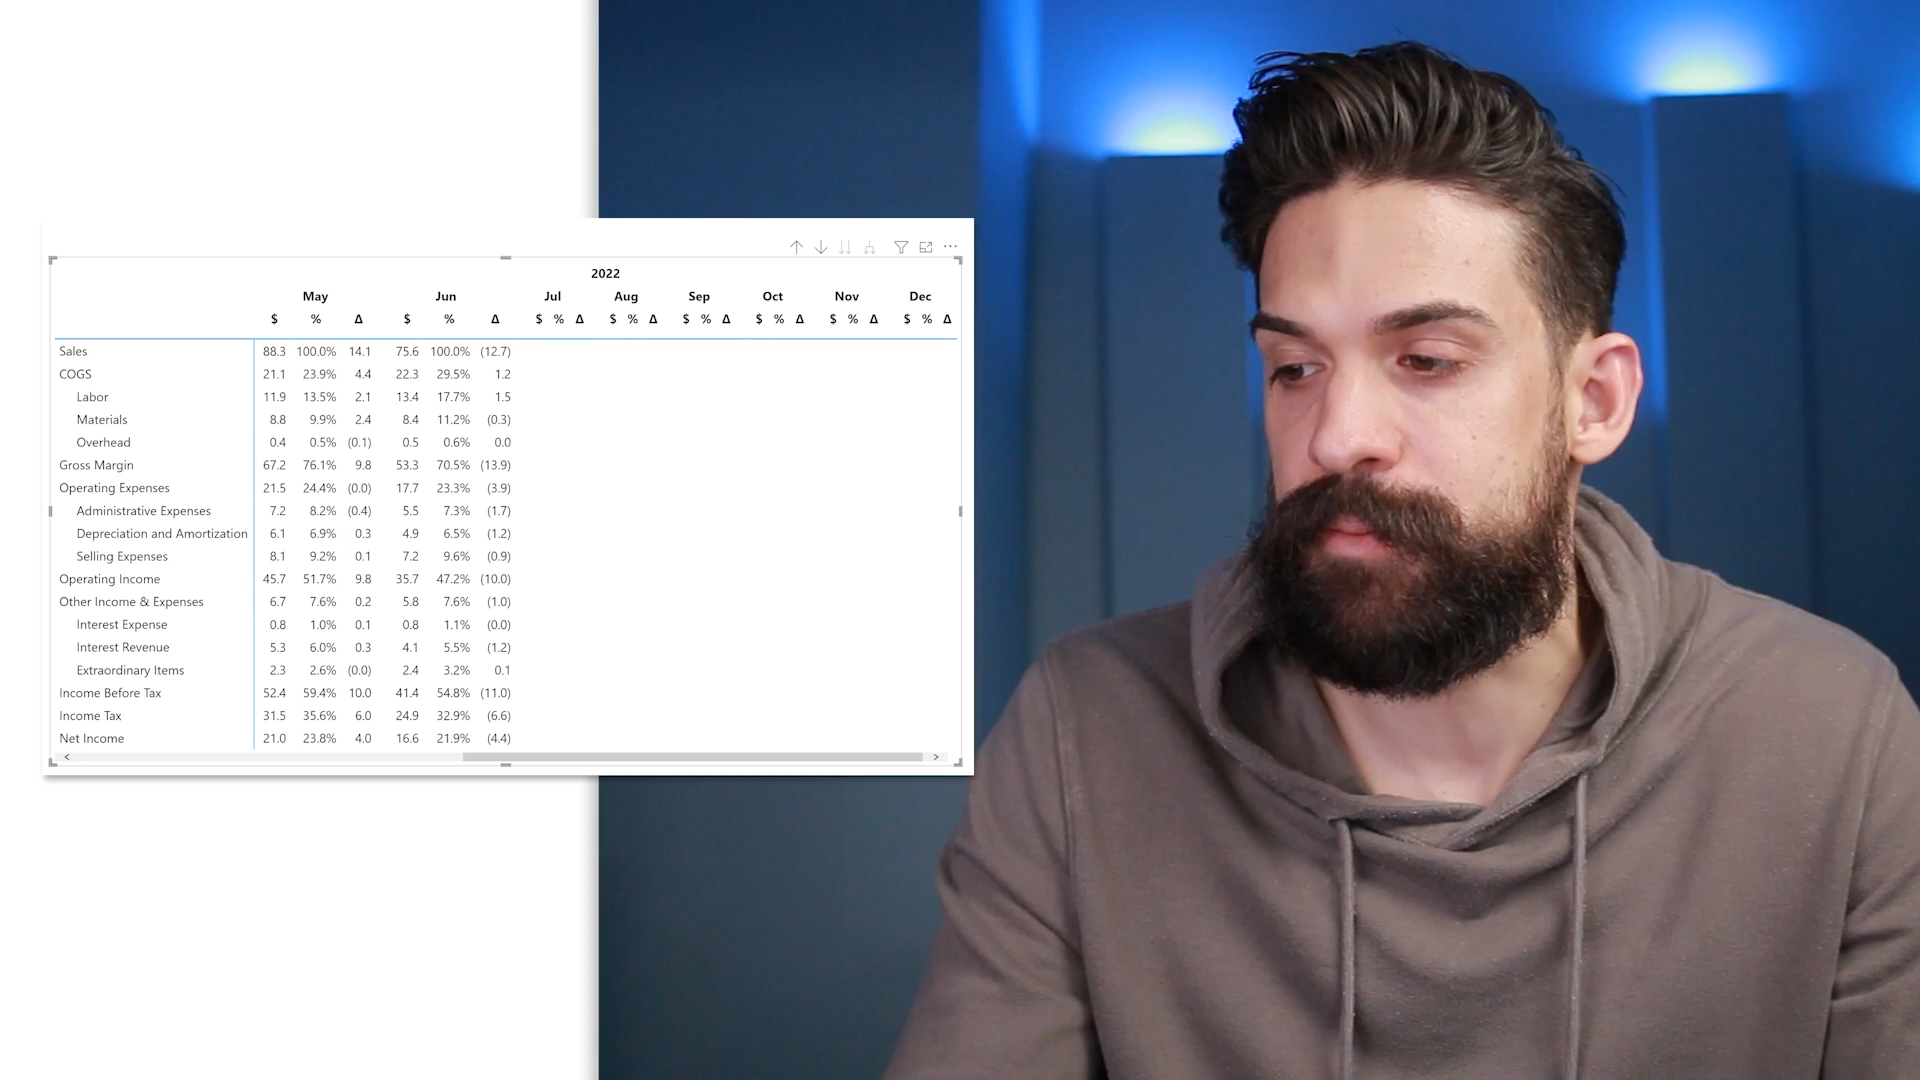 2022
May Jun Jul Aug Sep Oct Nov Dec
$ % Δ $ % Δ $ % Δ $ % Δ $ % Δ $ % Δ $ % Δ $ % Δ
Sales 88.3 100.0% 14.1 75.6 100.0% (12.7)
COGS 21.1 23.9% 4.4 22.3 29.5% 1.2
Labor 11.9 13.5% 2.1 13.4 17.7% 1.5
Materials 8.8 9.9% 2.4 8.4 11.2% (0.3)
Overhead 0.4 0.5% (0.1) 0.5 0.6% 0.0
Gross Margin 67.2 76.1% 9.8 53.3 70.5% (13.9)
Operating Expenses 21.5 24.4% (0.0) 17.7 23.3% (3.9)
Administrative Expenses 7.2 8.2% (0.4) 5.5 7.3% (1.7)
Depreciation and Amortization 6.1 6.9% 0.3 4.9 6.5% (1.2)
Selling Expenses 8.1 9.2% 0.1 7.2 9.6% (0.9)
Operating Income 45.7 51.7% 9.8 35.7 47.2% (10.0)
Other Income & Expenses 6.7 7.6% 0.2 5.8 7.6% (1.0)
Interest Expense 0.8 1.0% 0.1 0.8 1.1% (0.0)
Interest Revenue 5.3 6.0% 0.3 4.1 5.5% (1.2)
Extraordinary Items 2.3 2.6% (0.0) 2.4 3.2% 0.1
Income Before Tax 52.4 59.4% 10.0 41.4 54.8% (11.0)
Income Tax 31.5 35.6% 6.0 24.9 32.9% (6.6)
Net Income 21.0 23.8% 4.0 16.6 21.9% (4.4)